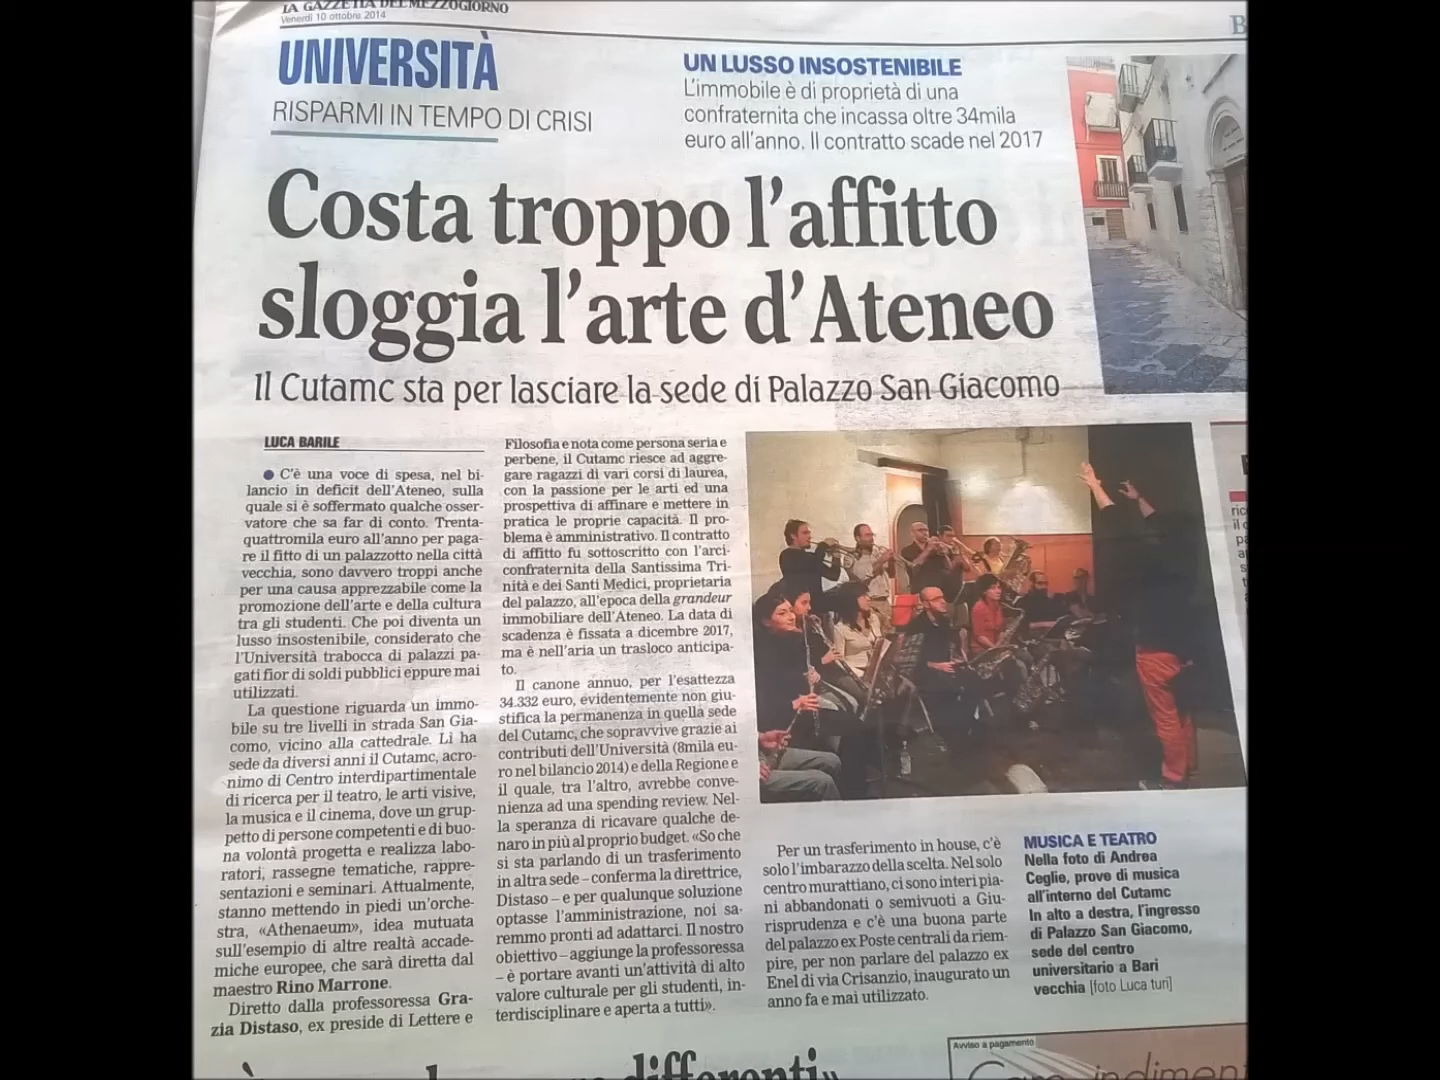 LA GAZZETTA DEL MEZZOGIORNO
Venerdì 10 ottobre 2014
B
UNIVERSITÀ
RISPARMI IN TEMPO DI CRISI
UN LUSSO INSOSTENIBILE
L'immobile è di proprietà di una
confraternita che incassa oltre 34mila
euro all'anno. Il contratto scade nel 2017
Costa troppo l'affitto
sloggia l'arte d'Ateneo
Il Cutamc sta per lasciare la sede di Palazzo San Giacomo
LUCA BARILE
● C'è una voce di spesa, nel bi-
lancio in deficit dell'Ateneo, sulla
quale si è soffermato qualche osser-
vatore che sa far di conto. Trenta-
quattromila euro all'anno per paga-
re il fitto di un palazzotto nella città
vecchia, sono davvero troppi anche
per una causa apprezzabile come la
promozione dell'arte e della cultura
tra gli studenti. Che poi diventa un
lusso insostenibile, considerato che
l'Università trabocca di palazzi pa-
gati fior di soldi pubblici eppure mai
utilizzati.
La questione riguarda un immo-
bile su tre livelli in strada San Gia-
como, vicino alla cattedrale. Lì ha
sede da diversi anni il Cutamc, acro-
nimo di Centro interdipartimentale
di ricerca per il teatro, le arti visive,
la musica e il cinema, dove un grup-
petto di persone competenti e di buo-
na volontà progetta e realizza labo-
ratori, rassegne tematiche, rappre-
sentazioni e seminari. Attualmente,
stanno mettendo in piedi un'orche-
stra, «Athenaeum», idea mutuata
sull'esempio di altre realtà accade-
miche europee, che sarà diretta dal
maestro Rino Marrone.
Diretto dalla professoressa Gra-
zia Distaso, ex preside di Lettere e
Filosofia e nota come persona seria e
perbene, il Cutamc riesce ad aggre-
gare ragazzi di vari corsi di laurea,
con la passione per le arti ed una
prospettiva di affinare e mettere in
pratica le proprie capacità. Il pro-
blema è amministrativo. Il contratto
di affitto fu sottoscritto con l'arci-
confraternita della Santissima Tri-
nità e dei Santi Medici, proprietaria
del palazzo, all'epoca della grandeur
immobiliare dell'Ateneo. La data di
scadenza è fissata a dicembre 2017,
ma è nell'aria un trasloco anticipa-
to.
Il canone annuo, per l'esattezza
34.332 euro, evidentemente non giu-
stifica la permanenza in quella sede
del Cutamc, che sopravvive grazie ai
contributi dell'Università (8mila eu-
ro nel bilancio 2014) e della Regione e
il quale, tra l'altro, avrebbe conve-
nienza ad una spending review. Nel-
la speranza di ricavare qualche de-
naro in più al proprio budget. «So che
si sta parlando di un trasferimento
in altra sede – conferma la direttrice,
Distaso – e per qualunque soluzione
optasse l'amministrazione, noi sa-
remmo pronti ad adattarci. Il nostro
obiettivo – aggiunge la professoressa
– è portare avanti un'attività di alto
valore culturale per gli studenti, in-
terdisciplinare e aperta a tutti».
Per un trasferimento in house, c'è
solo l'imbarazzo della scelta. Nel solo
centro murattiano, ci sono interi pia-
ni abbandonati o semivuoti a Giu-
risprudenza e c'è una buona parte
del palazzo ex Poste centrali da riem-
pire, per non parlare del palazzo ex
Enel di via Crisanzio, inaugurato un
anno fa e mai utilizzato.
MUSICA E TEATRO
Nella foto di Andrea
Ceglie, prove di musica
all'interno del Cutamc
In alto a destra, l'ingresso
di Palazzo San Giacomo,
sede del centro
universitario a Bari
vecchia [foto Luca turi]
differenti»
Avviso a pagamento